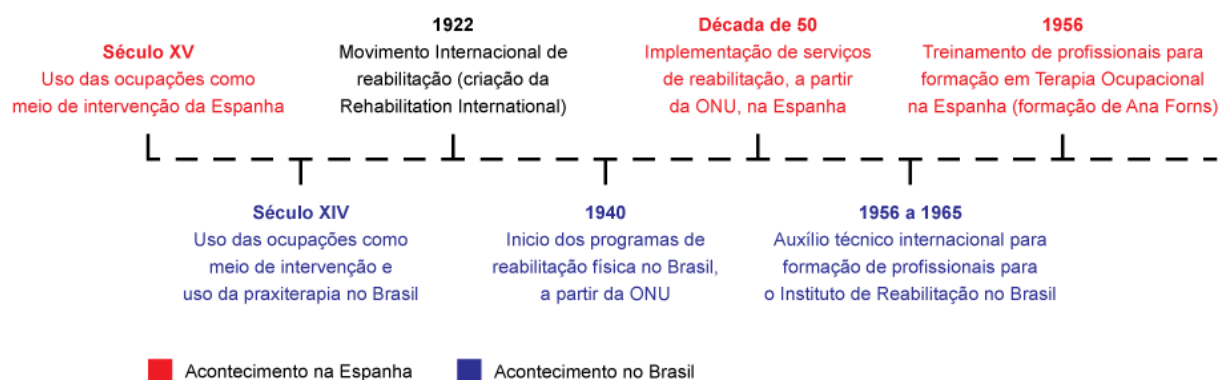 Século XV
Uso das ocupações como
meio de intervenção da Espanha
1922
Movimento Internacional de
reabilitação (criação da
Rehabilitation International)
Década de 50
Implementação de serviços
de reabilitação, a partir
da ONU, na Espanha
1956
Treinamento de profissionais para
formação em Terapia Ocupacional
na Espanha (formação de Ana Forns)
Século XIV
Uso das ocupações como
meio de intervenção e
uso da praxiterapia no Brasil
1940
Inicio dos programas de
reabilitação física no Brasil,
a partir da ONU
1956 a 1965
Auxílio técnico internacional para
formação de profissionais para
o Instituto de Reabilitação no Brasil
Acontecimento na Espanha
Acontecimento no Brasil